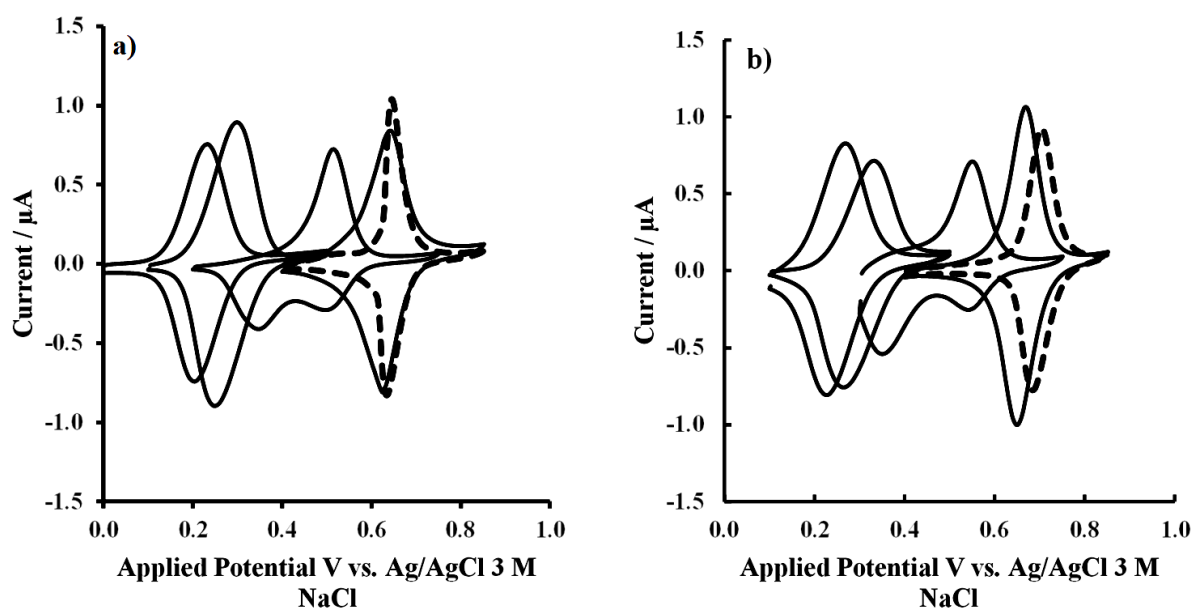 a)
1.5
1.0
0.5
0.0
-0.5
-1.0
-1.5
Current / µA
0.0 0.2 0.4 0.6 0.8 1.0
Applied Potential V vs. Ag/AgCl 3 M
NaCl
b)
1.5
1.0
0.5
0.0
-0.5
-1.0
-1.5
Current / µA
0.0 0.2 0.4 0.6 0.8 1.0
Applied Potential V vs. Ag/AgCl 3 M
NaCl